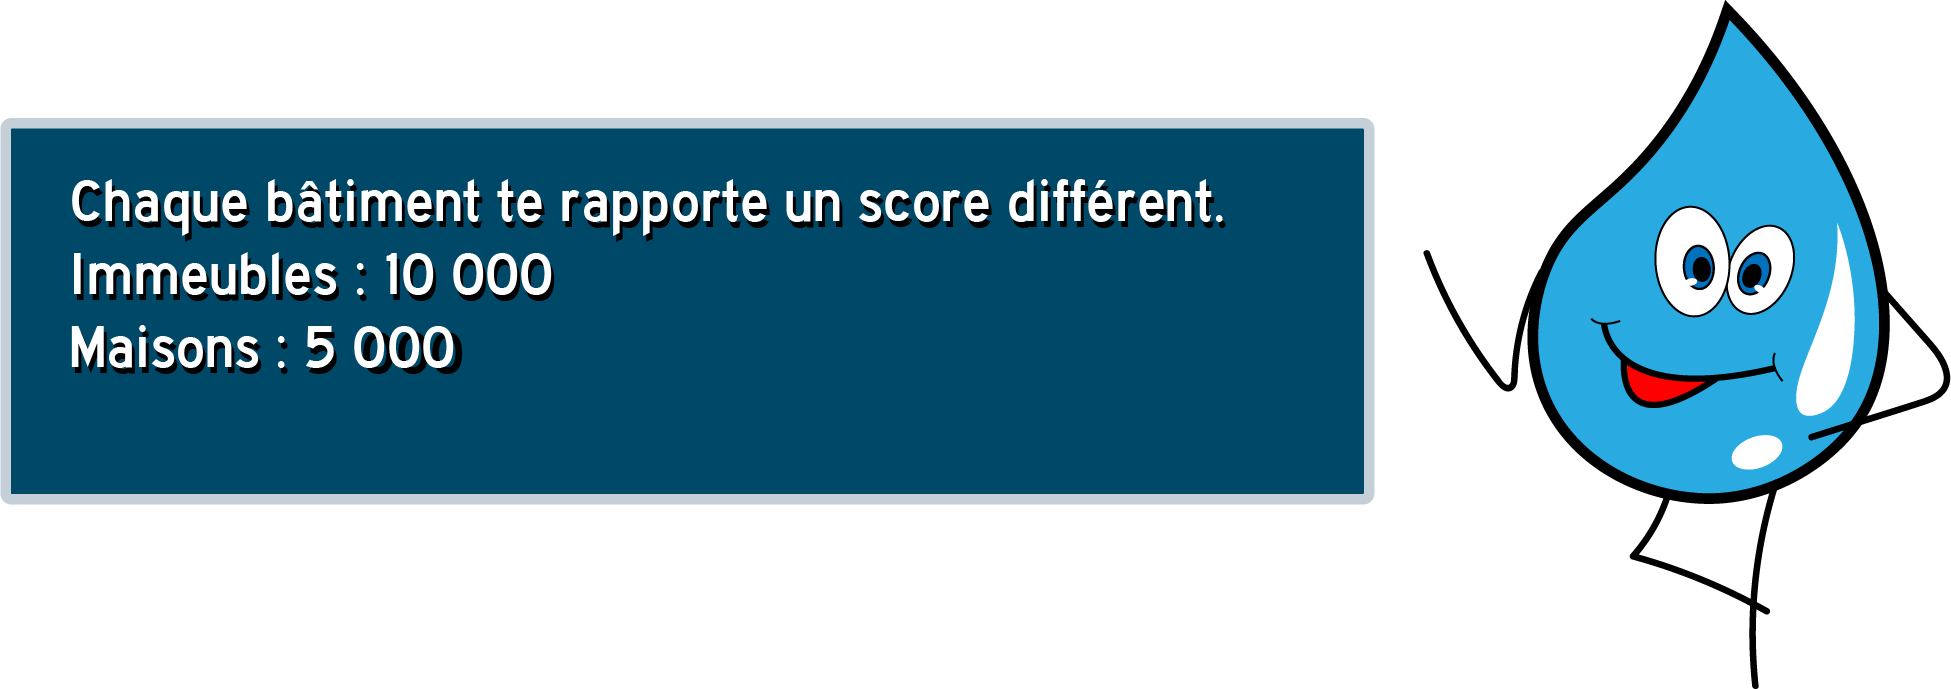 Chaque bâtiment te rapporte un score différent.
Immeubles : 10 000
Maisons : 5 000